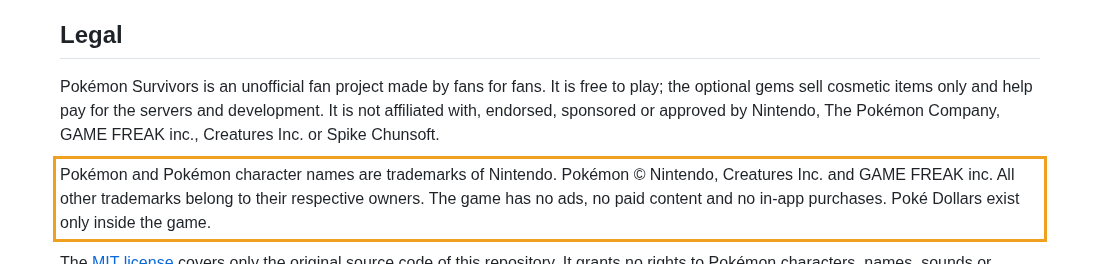 Legal
Pokémon Survivors is an unofficial fan project made by fans for fans. It is free to play; the optional gems sell cosmetic items only and help
pay for the servers and development. It is not affiliated with, endorsed, sponsored or approved by Nintendo, The Pokémon Company,
GAME FREAK inc., Creatures Inc. or Spike Chunsoft.
Pokémon and Pokémon character names are trademarks of Nintendo. Pokémon © Nintendo, Creatures Inc. and GAME FREAK inc. All
other trademarks belong to their respective owners. The game has no ads, no paid content and no in-app purchases. Poké Dollars exist
only inside the game.
The MIT license covers only the original source code of this repository. It grants no rights to Pokémon characters, names, sounds or